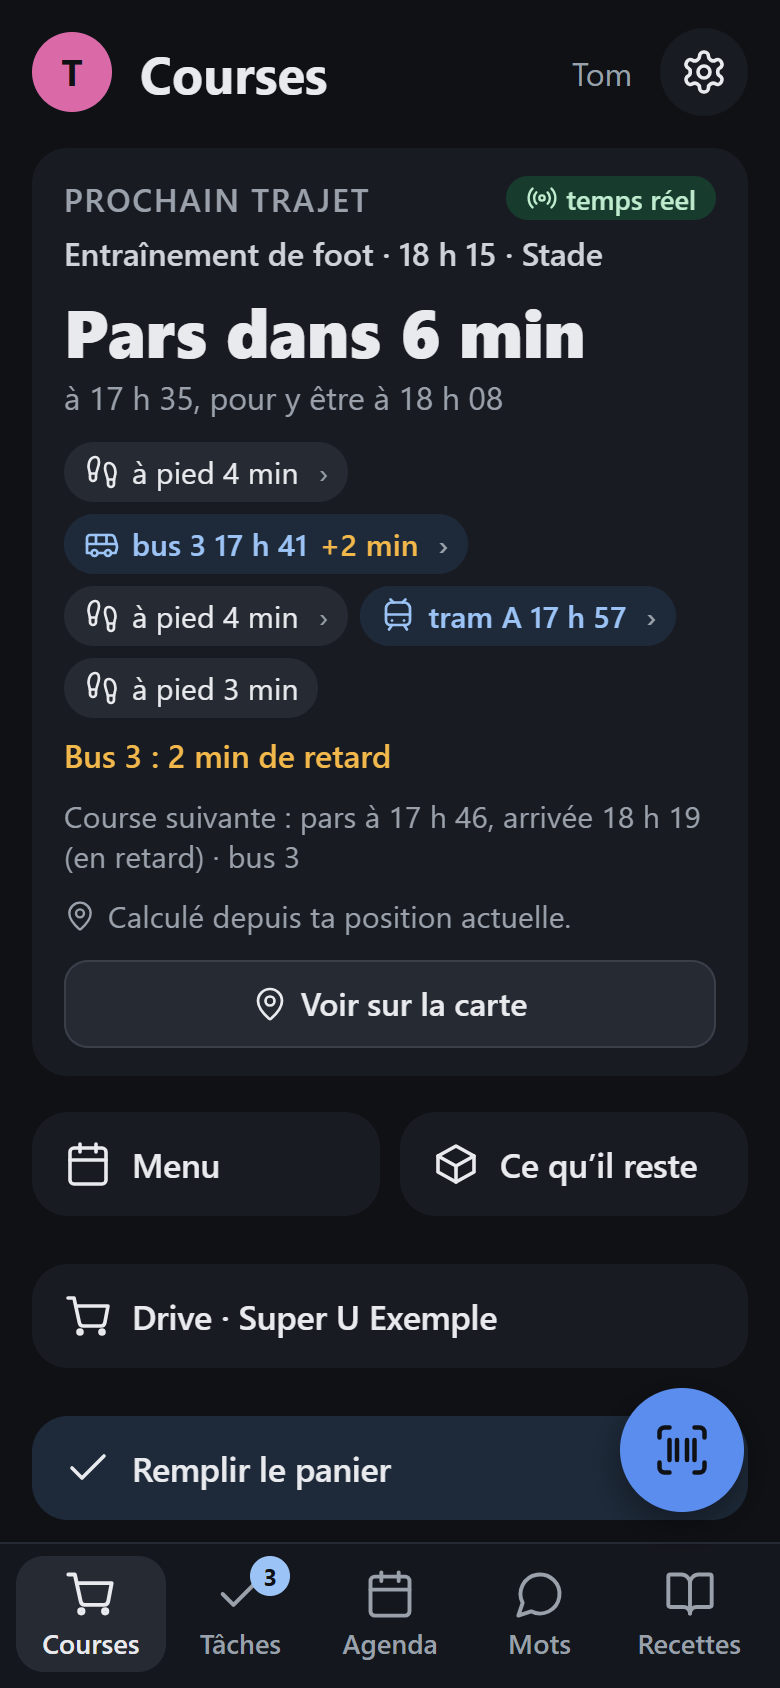 T
Courses
Tom
PROCHAIN TRAJET
temps réel
Entraînement de foot · 18 h 15 · Stade
Pars dans 6 min
à 17 h 35, pour y être à 18 h 08
à pied 4 min ›
bus 3 17 h 41 +2 min ›
à pied 4 min ›
tram A 17 h 57 ›
à pied 3 min
Bus 3 : 2 min de retard
Course suivante : pars à 17 h 46, arrivée 18 h 19
(en retard) · bus 3
Calculé depuis ta position actuelle.
Voir sur la carte
Menu
Ce qu’il reste
Drive · Super U Exemple
Remplir le panier
3
Courses
Tâches
Agenda
Mots
Recettes